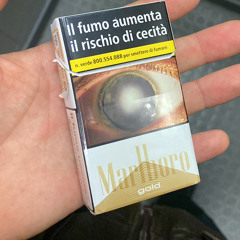 Il fumo aumenta
il rischio di cecità
n. verde 800.554.088 per smettere di fumare
Marlboro
gold